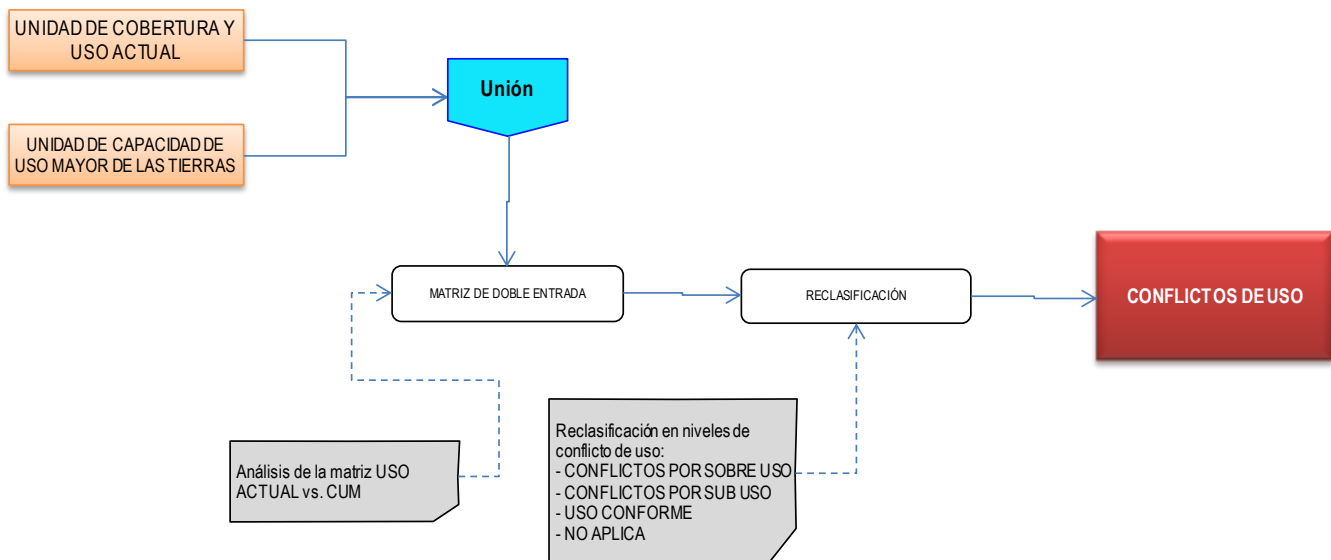 UNIDAD DE COBERTURA Y
USO ACTUAL
Unión
UNIDAD DE CAPACIDAD DE
USO MAYOR DE LAS TIERRAS
MATRIZ DE DOBLE ENTRADA
RECLASIFICACIÓN
CONFLICTOS DE USO
Análisis de la matriz USO
ACTUAL vs. CUM
Reclasificación en niveles de
conflicto de uso:
- CONFLICTOS POR SOBRE USO
- CONFLICTOS POR SUB USO
- USO CONFORME
- NO APLICA